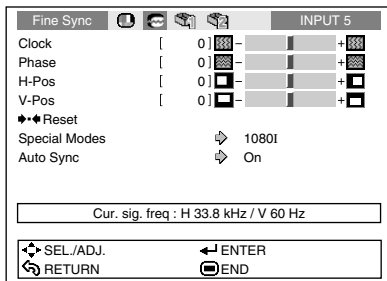 Fine Sync INPUT 5
Clock [ 0 ] - +
Phase [ 0 ] - +
H-Pos [ 0 ] - +
V-Pos [ 0 ] - +
Reset
Special Modes 1080I
Auto Sync On
Cur. sig. freq : H 33.8 kHz / V 60 Hz
SEL./ADJ. ENTER
RETURN END